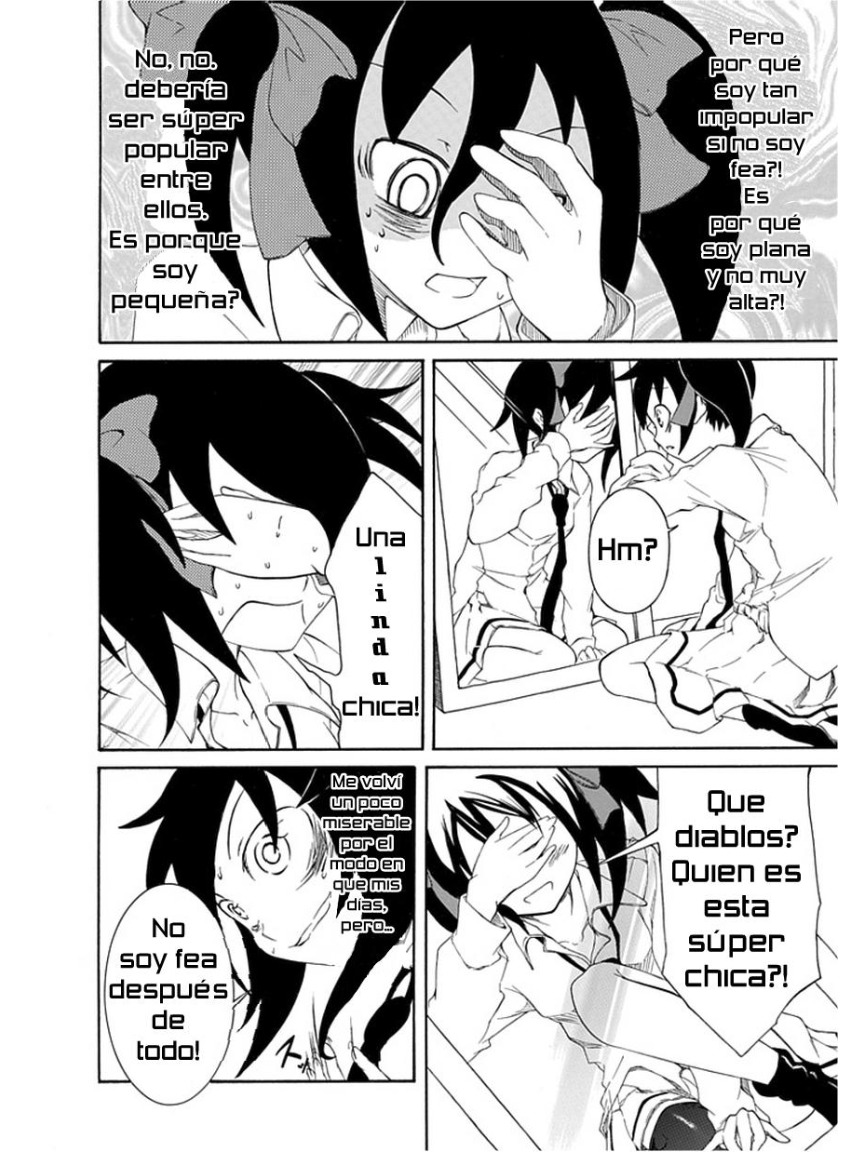 Pero
por qué
soy tan
impopular
si no soy
fea?!
Es
por qué
soy plana
y no muy
alta?!
No, no.
debería
ser súper
popular
entre
ellos.
Es porque
soy
pequeña?
Hm?
Una
l
i
n
d
a
chica!
Que
diablos?
Quien es
esta
súper
chica?!
Me volví
un poco
miserable
por el
modo en
que mis
días,
pero...
No
soy fea
después
de
todo!